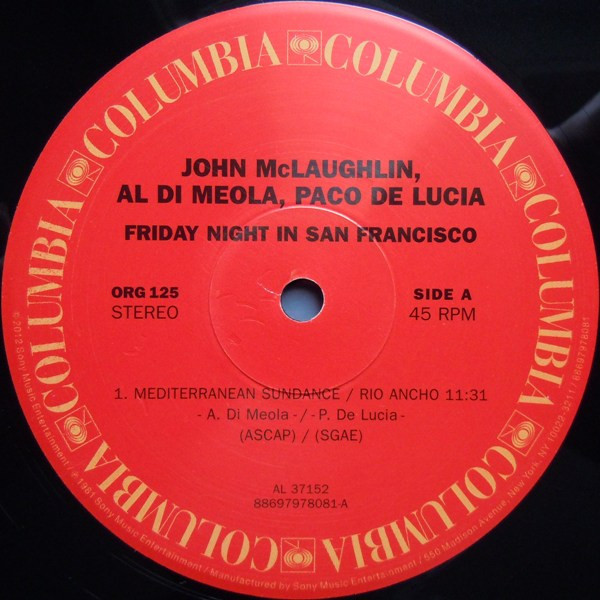 COLUMBIA COLUMBIA COLUMBIA COLUMBIA COLUMBIA COLUMBIA
JOHN McLAUGHLIN,
AL DI MEOLA, PACO DE LUCIA
FRIDAY NIGHT IN SAN FRANCISCO
ORG 125
STEREO
SIDE A
45 RPM
1. MEDITERRANEAN SUNDANCE / RIO ANCHO 11:31
- A. Di Meola - / - P. De Lucia -
(ASCAP) / (SGAE)
AL 37152
88697978081-A
© 2012 Sony Music Entertainment / ℗ 1981 Sony Music Entertainment / Manufactured by Sony Music Entertainment / 550 Madison Avenue, New York, NY 10022-3211 / 88697978081